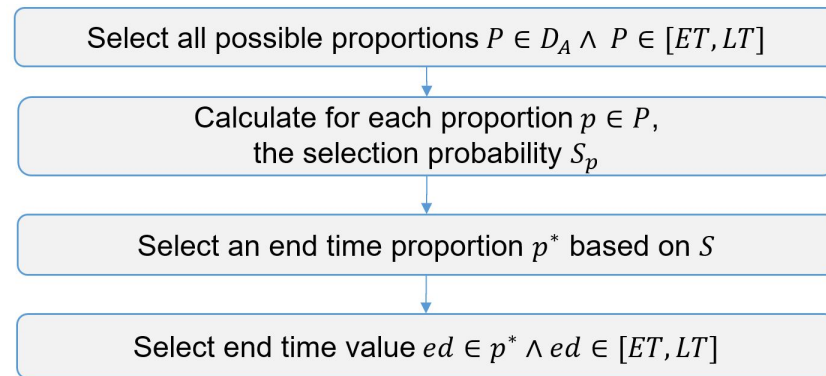 Select all possible proportions P ∈ D_A ∧ P ∈ [ET, LT]
Calculate for each proportion p ∈ P,
the selection probability S_p
Select an end time proportion p* based on S
Select end time value ed ∈ p* ∧ ed ∈ [ET, LT]